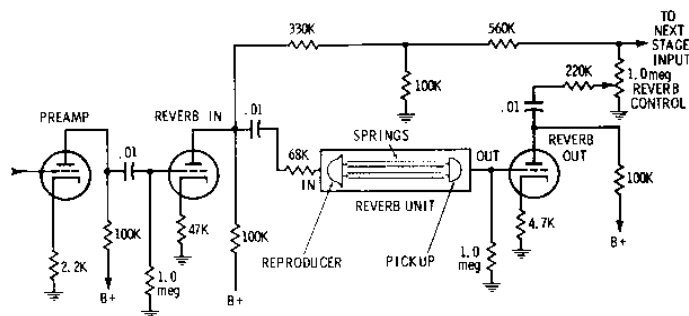 330K
560K
TO
NEXT
STAGE
INPUT
100K
220K
1.0meg
REVERB
CONTROL
PREAMP
.01
REVERB IN
.01
.01
SPRINGS
68K
OUT
REVERB
OUT
IN
REVERB UNIT
100K
47K
100K
4.7K
100K
2.2K
1.0
meg
REPRODUCER
PICKUP
1.0
meg
B+
B+
B+